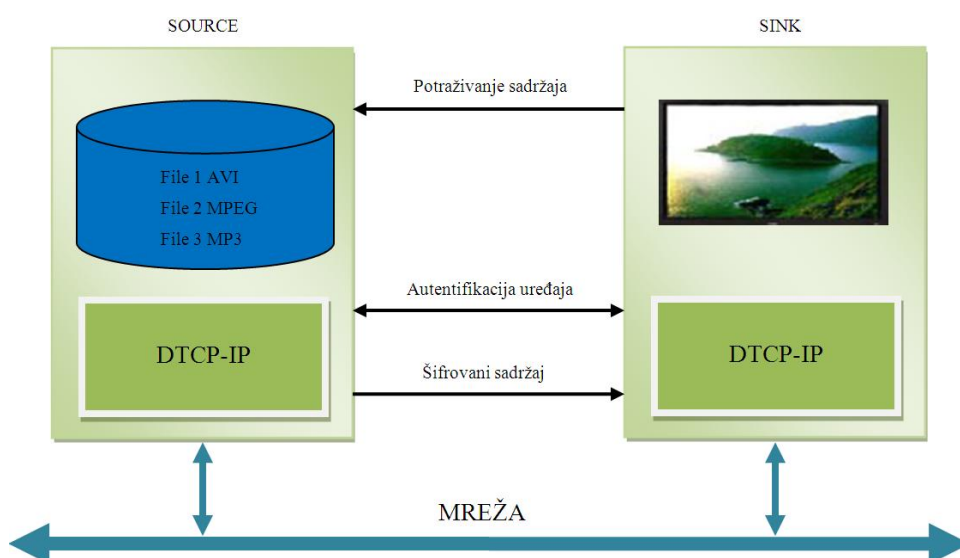 SOURCE
SINK
Potraživanje sadržaja
File 1 AVI
File 2 MPEG
File 3 MP3
Autentifikacija uređaja
DTCP-IP
DTCP-IP
Šifrovani sadržaj
MREŽA